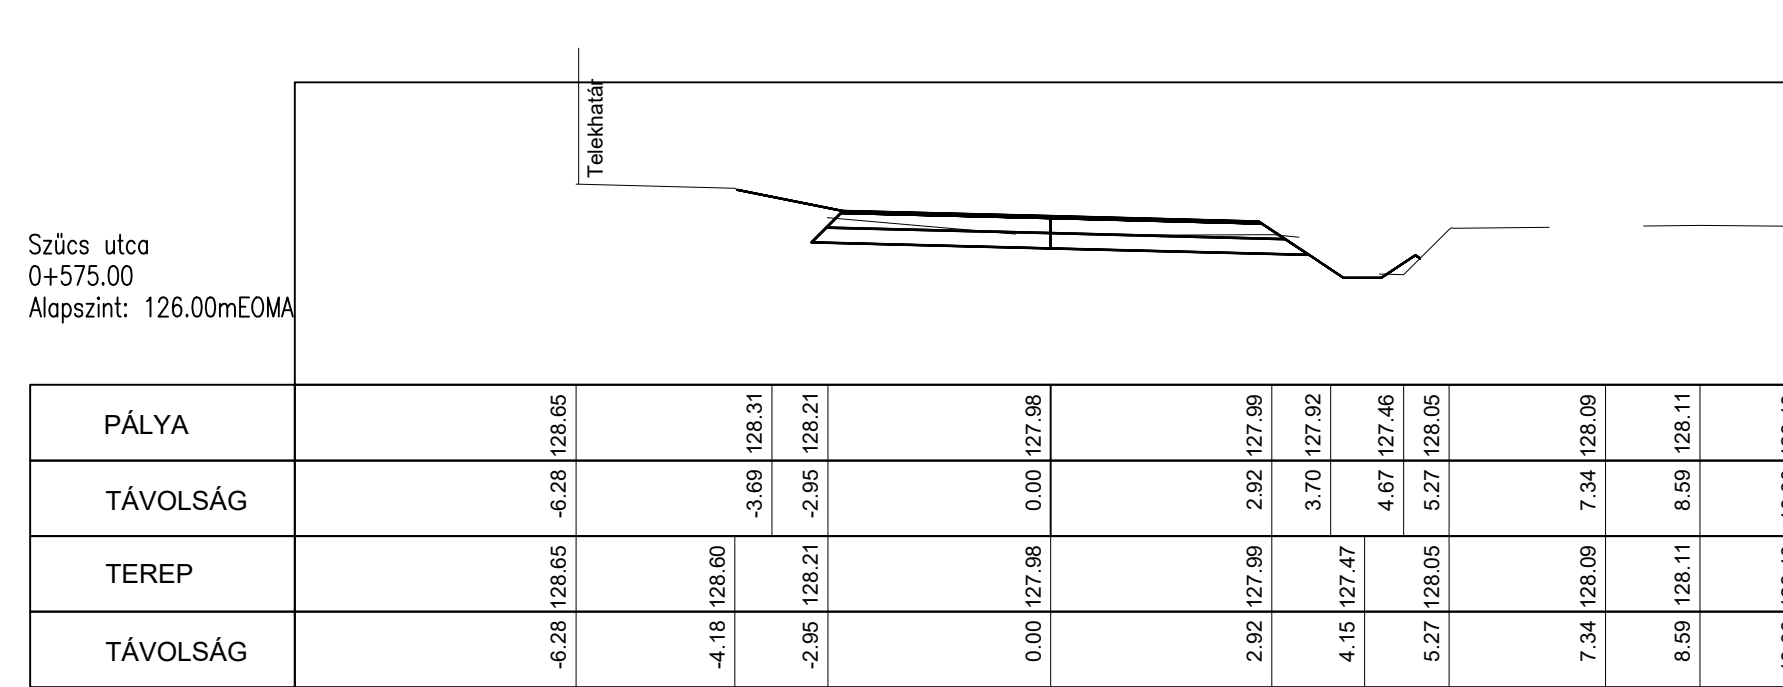 Telekhatár
Szűcs utca
0+575.00
Alapszint: 126.00mEOMA
PÁLYA 128.65 128.31 128.21 127.98 127.99 127.92 127.46 128.05 128.09 128.11
TÁVOLSÁG -6.28 -3.69 -2.95 0.00 2.92 3.70 4.67 5.27 7.34 8.59
TEREP 128.65 128.60 128.21 127.98 127.99 127.47 128.05 128.09 128.11
TÁVOLSÁG -6.28 -4.18 -2.95 0.00 2.92 4.15 5.27 7.34 8.59